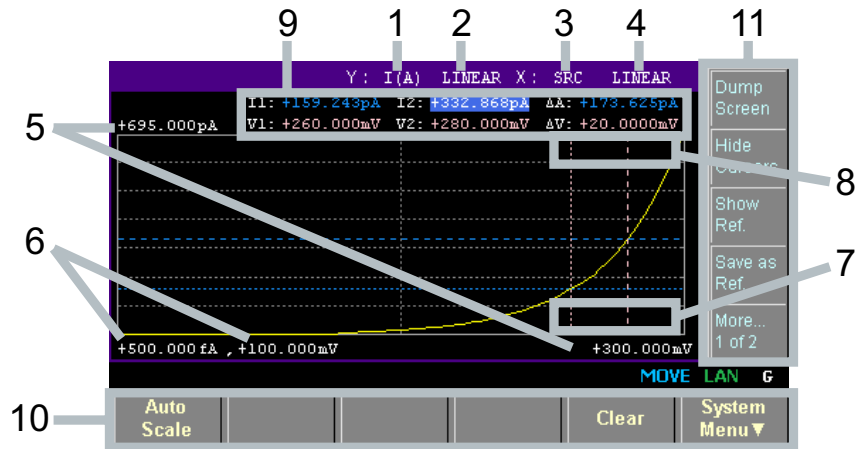 9 1 2 3 4 11
Y: I(A) LINEAR X: SRC LINEAR
I1: +159.243pA I2: +332.868pA ΔA: +173.625pA
V1: +260.000mV V2: +280.000mV ΔV: +20.0000mV
5
+695.000pA
8
6
7
+500.000fA ,+100.000mV
+300.000mV
MOVE LAN G
Dump
Screen
Hide
Show
Ref.
Save as
Ref.
More...
1 of 2
10
Auto
Scale
Clear
System
Menu▼